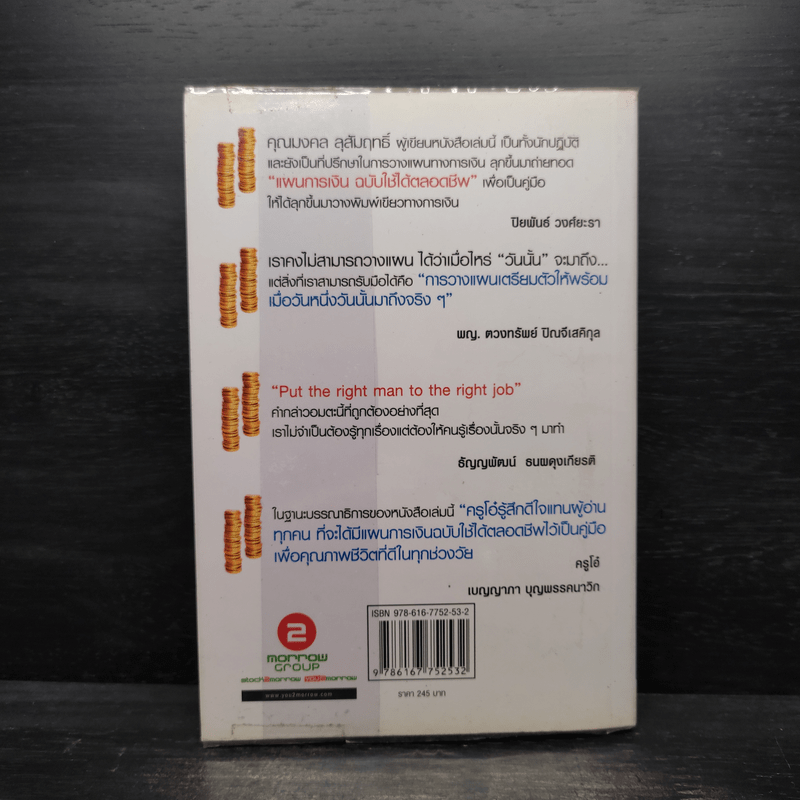 คุณมงคล ลุสัมฤทธิ์ ผู้เขียนหนังสือเล่มนี้ เป็นทั้งนักปฏิบัติ
และยังเป็นที่ปรึกษาในการวางแผนทางการเงิน ลุกขึ้นมาถ่ายทอด
“แผนการเงิน ฉบับใช้ได้ตลอดชีพ” เพื่อเป็นคู่มือ
ให้ได้ลุกขึ้นมาวางพิมพ์เขียวทางการเงิน
ปิยพันธ์ วงศ์ยะรา
เราคงไม่สามารถวางแผน ได้ว่าเมื่อไหร่ “วันนั้น” จะมาถึง...
แต่สิ่งที่เราสามารถรับมือได้คือ “การวางแผนเตรียมตัวให้พร้อม
เมื่อวันหนึ่งวันนั้นมาถึงจริง ๆ”
พญ. ตวงทรัพย์ ปิณจีเสคิกุล
“Put the right man to the right job”
คำกล่าวอมตะนี้ที่ถูกต้องอย่างที่สุด
เราไม่จำเป็นต้องรู้ทุกเรื่องแต่ต้องให้คนรู้เรื่องนั้นจริง ๆ มาทำ
ธัญญพัฒน์ ธนผดุงเกียรติ
ในฐานะบรรณาธิการของหนังสือเล่มนี้ “ครูโอ๋รู้สึกดีใจแทนผู้อ่าน
ทุกคน ที่จะได้มีแผนการเงินฉบับใช้ได้ตลอดชีพไว้เป็นคู่มือ
เพื่อคุณภาพชีวิตที่ดีในทุกช่วงวัย
ครูโอ๋
เบญญาภา บุญพรรคนาวิก
2
morrow
GROUP
stock2morrow you2morrow
www.you2morrow.com
ISBN 978-616-7752-53-2
9 786167 752532
ราคา 245 บาท